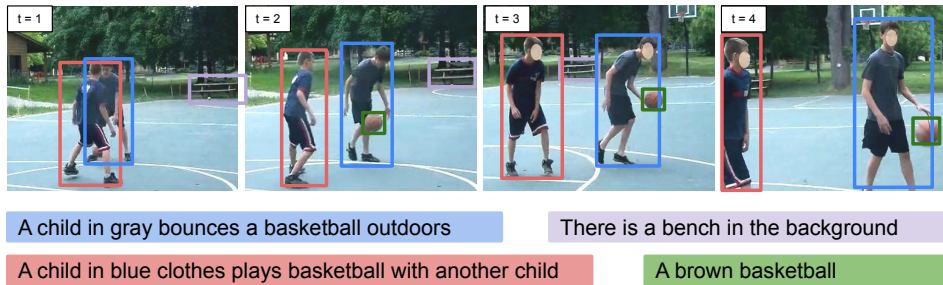 t = 1
t = 2
t = 3
t = 4
A child in gray bounces a basketball outdoors
There is a bench in the background
A child in blue clothes plays basketball with another child
A brown basketball